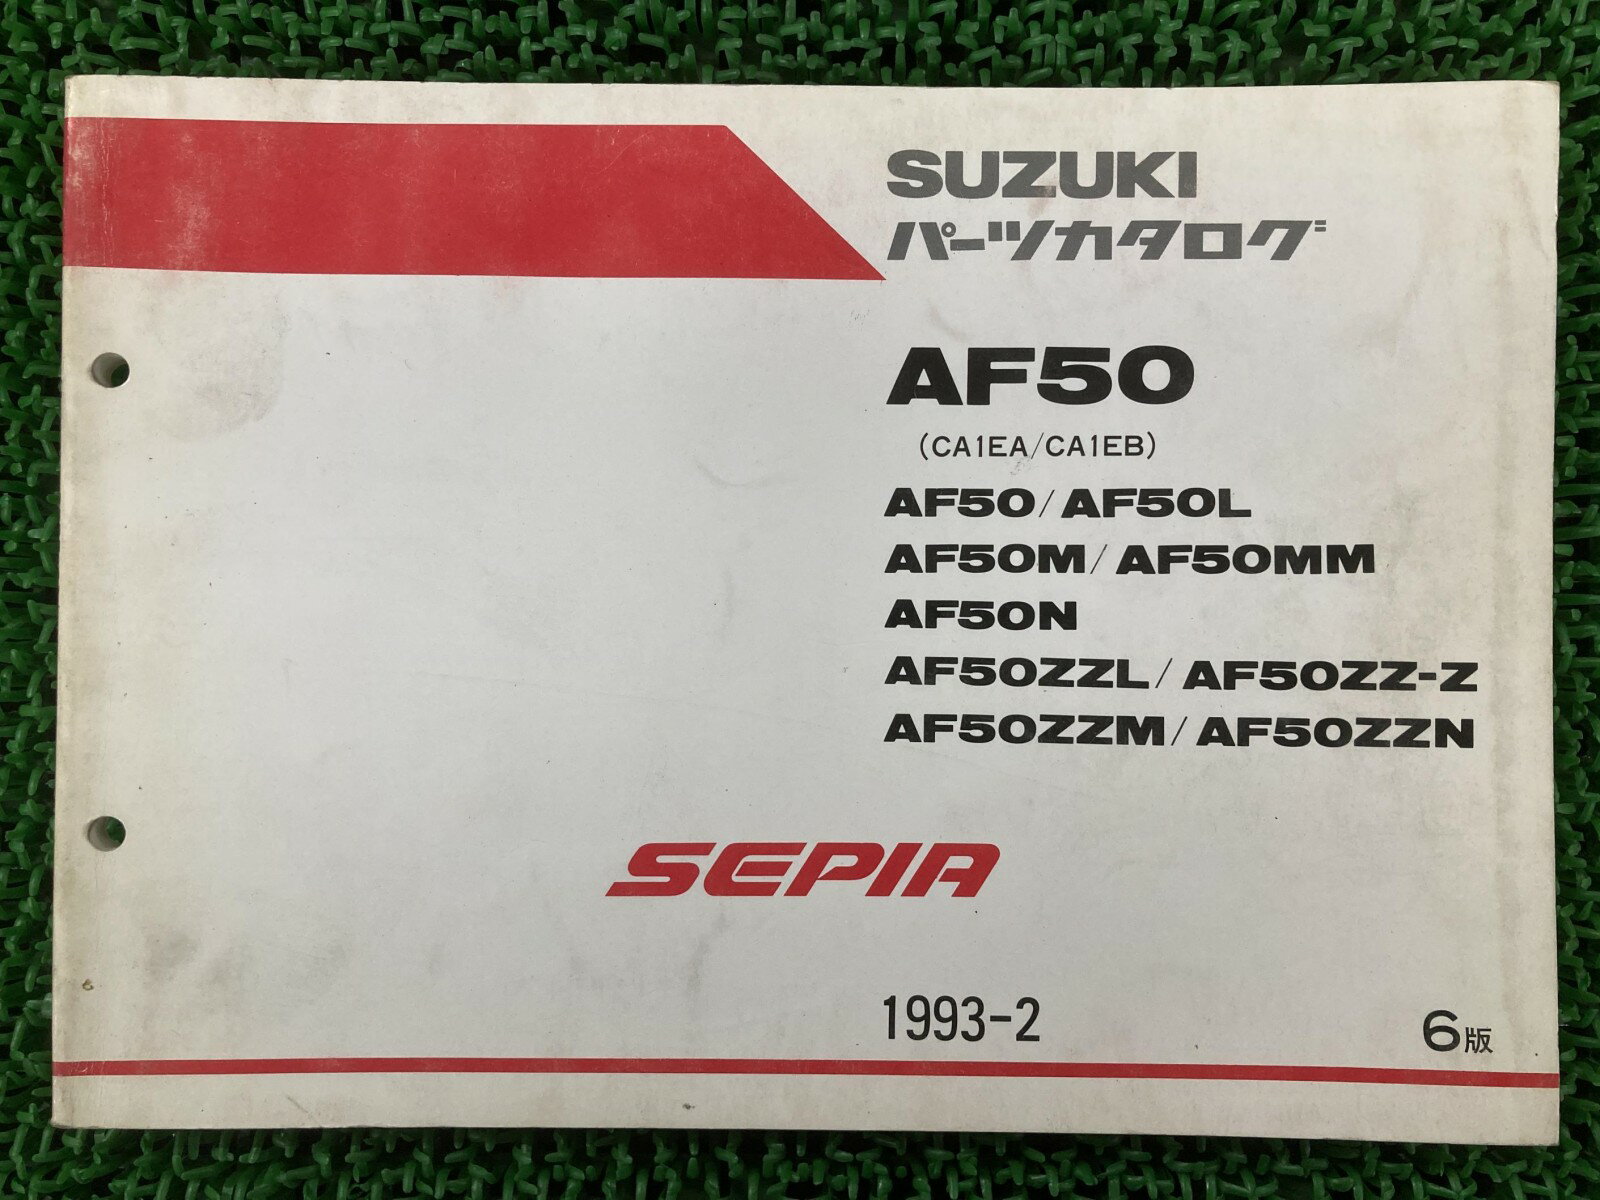 SUZUKI
パーツカタログ
AF50
(CA1EA/CA1EB)
AF50/AF50L
AF50M/AF50MM
AF50N
AF50ZZL/AF50ZZ-Z
AF50ZZM/AF50ZZN
SEPIA
1993-2
6版